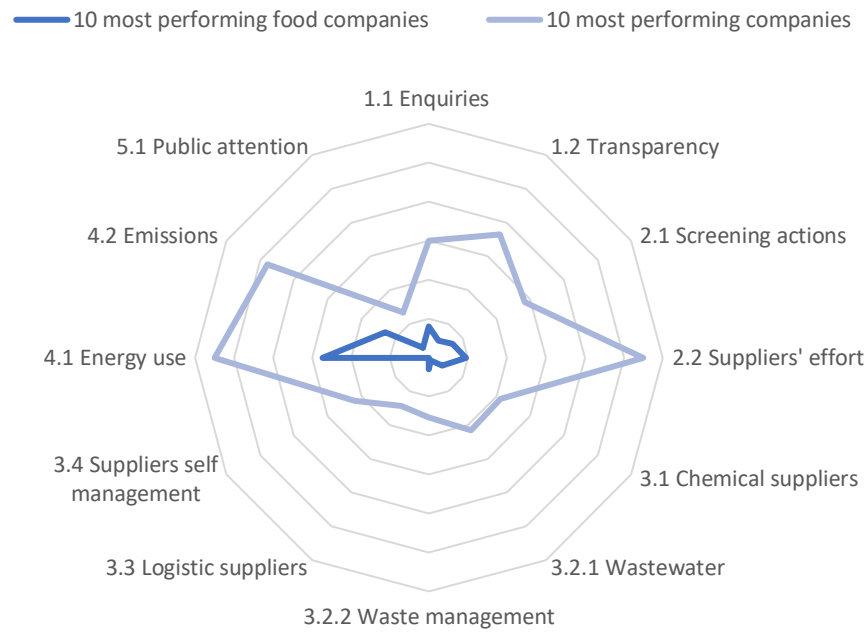 10 most performing food companies
10 most performing companies
1.1 Enquiries
1.2 Transparency
2.1 Screening actions
2.2 Suppliers' effort
3.1 Chemical suppliers
3.2.1 Wastewater
3.2.2 Waste management
3.3 Logistic suppliers
3.4 Suppliers self
management
4.1 Energy use
4.2 Emissions
5.1 Public attention